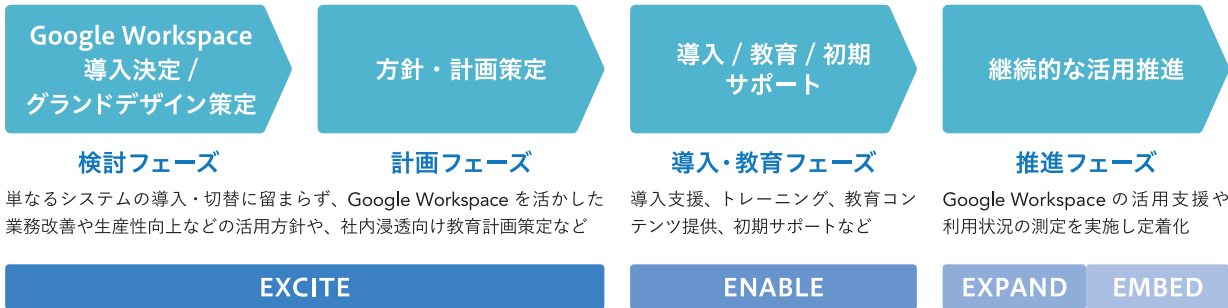 Google Workspace
導入決定 /
グランドデザイン策定
方針・計画策定
導入 / 教育 / 初期
サポート
継続的な活用推進
検討フェーズ
計画フェーズ
導入・教育フェーズ
推進フェーズ
単なるシステムの導入・切替に留まらず、Google Workspace を活かした
業務改善や生産性向上などの活用方針や、社内浸透向け教育計画策定など
導入支援、トレーニング、教育コン
テンツ提供、初期サポートなど
Google Workspace の活用支援や
利用状況の測定を実施し定着化
EXCITE
ENABLE
EXPAND
EMBED